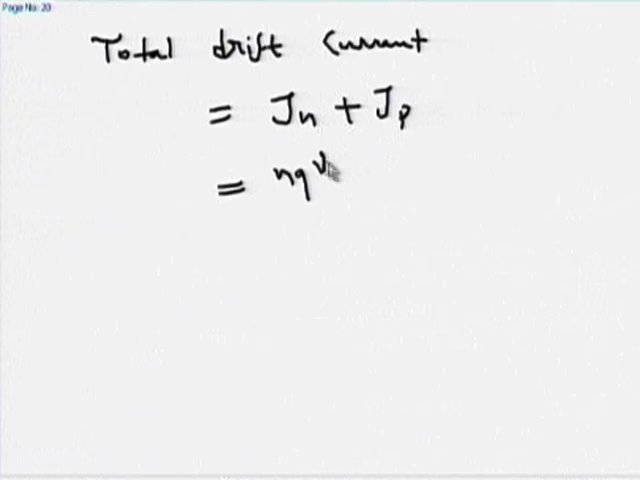 Page No: 20
Total drift current
= Jn + Jp
= nqv